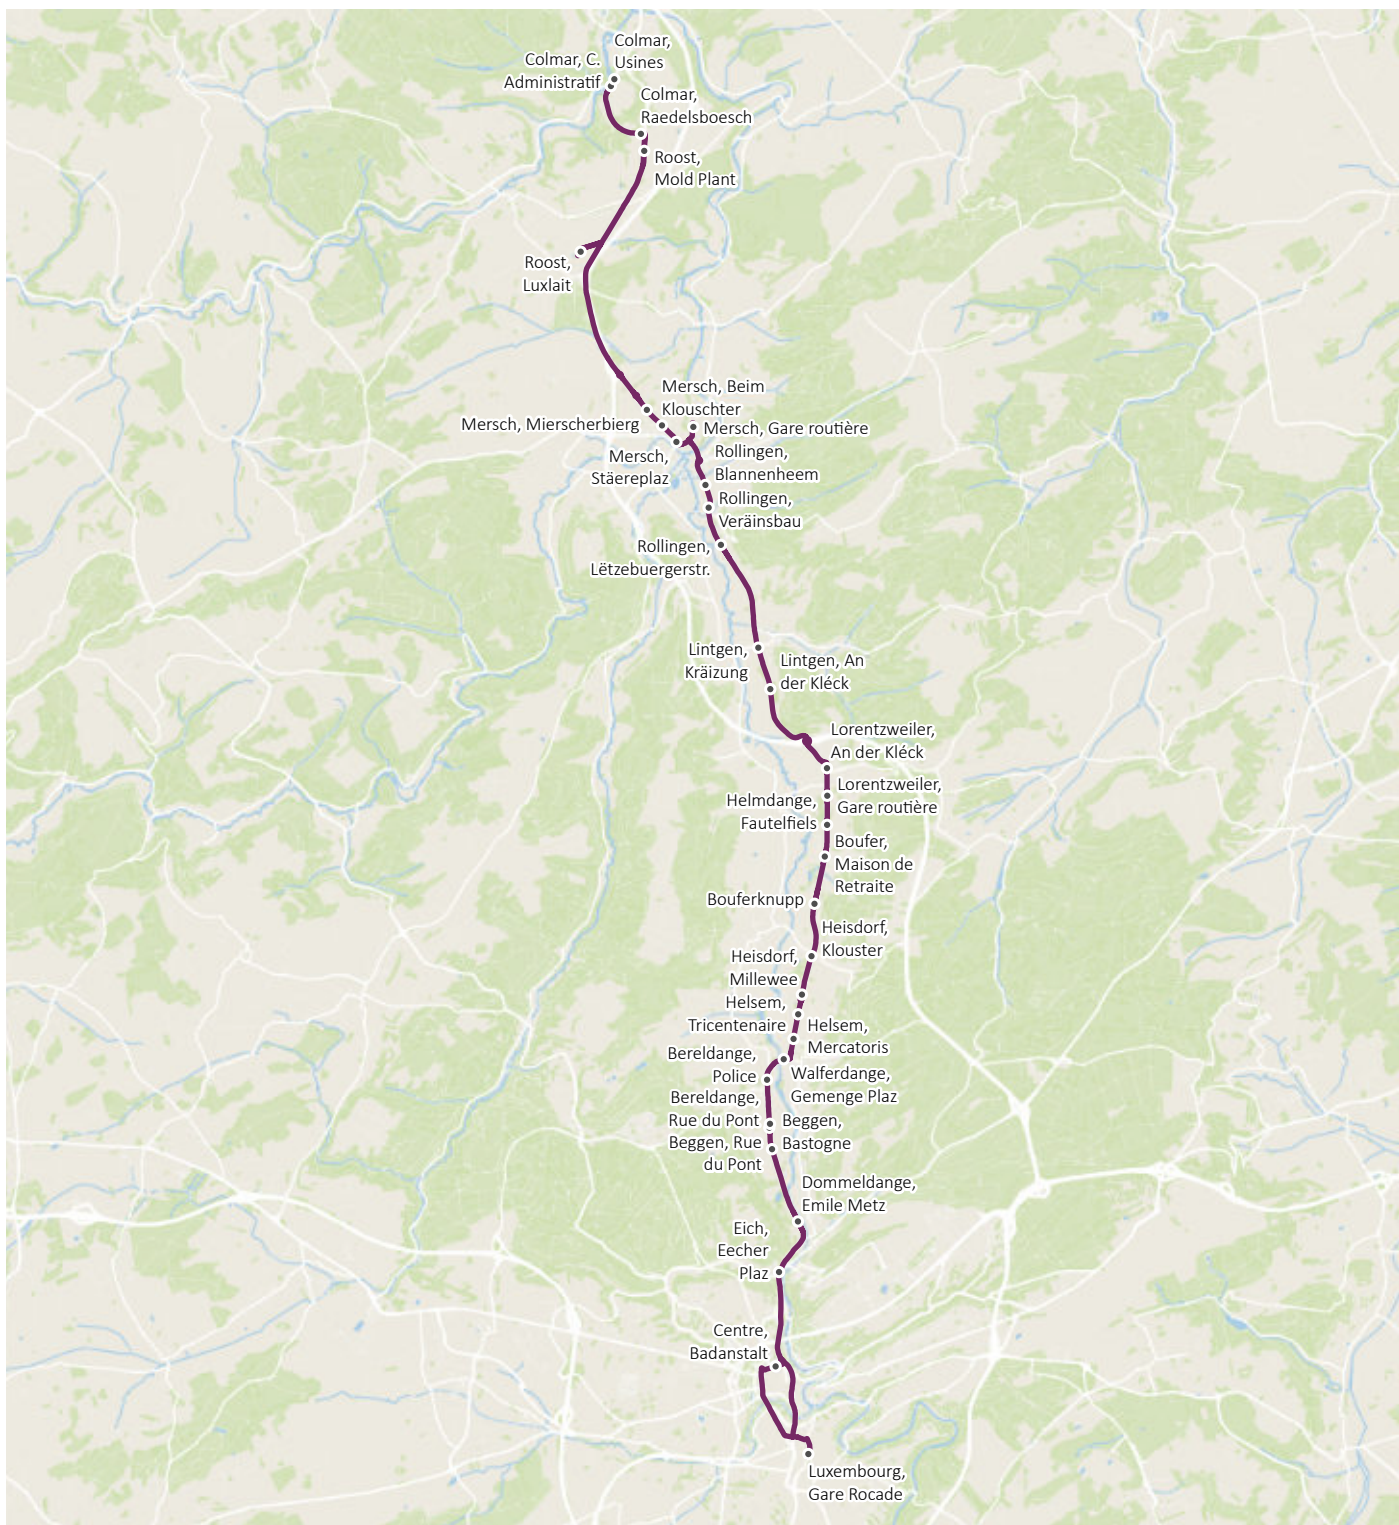 Colmar,
Usines
Colmar, C.
Administratif
Colmar,
Raedelsboesch
Roost,
Mold Plant
Roost,
Luxlait
Mersch, Beim
Klouschter
Mersch, Mierscherbierg
Mersch, Gare routière
Mersch,
Stäereplaz
Rollingen,
Blannenheem
Rollingen,
Veräinsbau
Rollingen,
Lëtzebuergerstr.
Lintgen,
Kräizung
Lintgen, An
der Kléck
Lorentzweiler,
An der Kléck
Lorentzweiler,
Gare routière
Helmdange,
Fautelfiels
Boufer,
Maison de
Retraite
Bouferknupp
Heisdorf,
Klouster
Heisdorf,
Millewee
Helsem,
Tricentenaire
Helsem,
Mercatoris
Bereldange,
Police
Walferdange,
Gemenge Plaz
Bereldange,
Rue du Pont
Beggen,
Bastogne
Beggen, Rue
du Pont
Dommeldange,
Emile Metz
Eich,
Eecher
Plaz
Centre,
Badanstalt
Luxembourg,
Gare Rocade